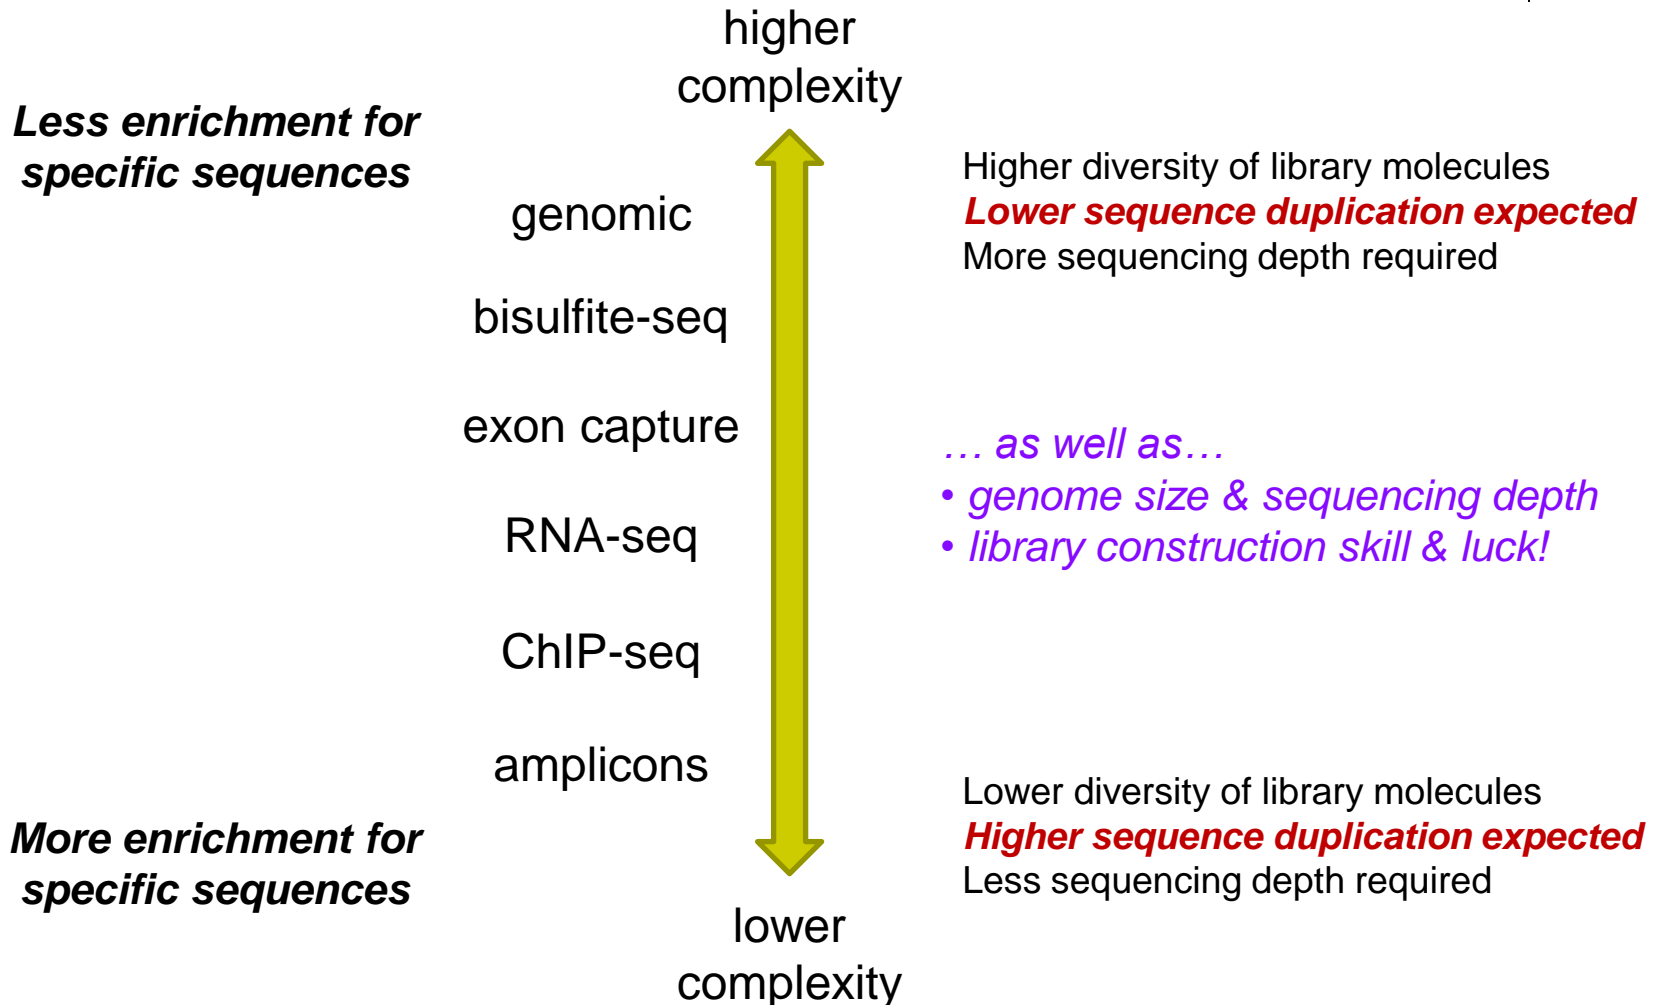 higher
complexity
Less enrichment for
specific sequences
Higher diversity of library molecules
Lower sequence duplication expected
More sequencing depth required
genomic
bisulfite-seq
exon capture
… as well as…
• genome size & sequencing depth
• library construction skill & luck!
RNA-seq
ChIP-seq
amplicons
Lower diversity of library molecules
Higher sequence duplication expected
Less sequencing depth required
More enrichment for
specific sequences
lower
complexity